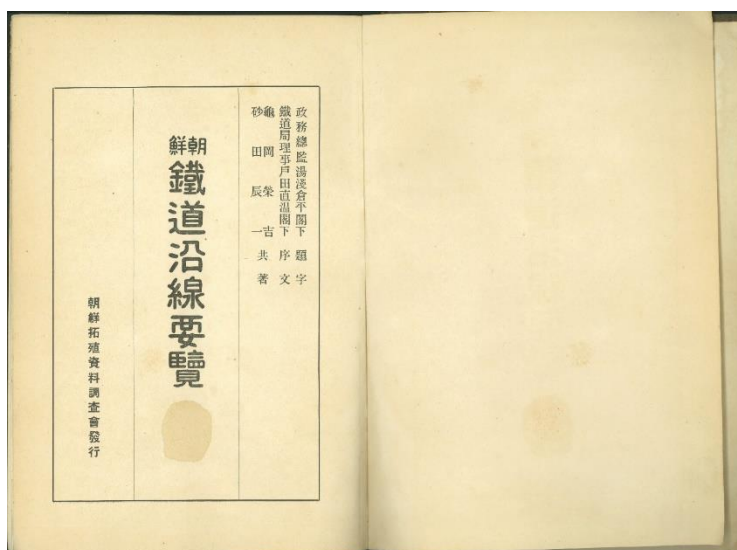 政務總監湯淺倉平閣下 題字
鐵道局理事戶田直溫閣下 序文
龜岡榮吉
砂田辰一 共著
朝鮮
鐵道沿線要覽
朝鮮拓殖資料調查會發行